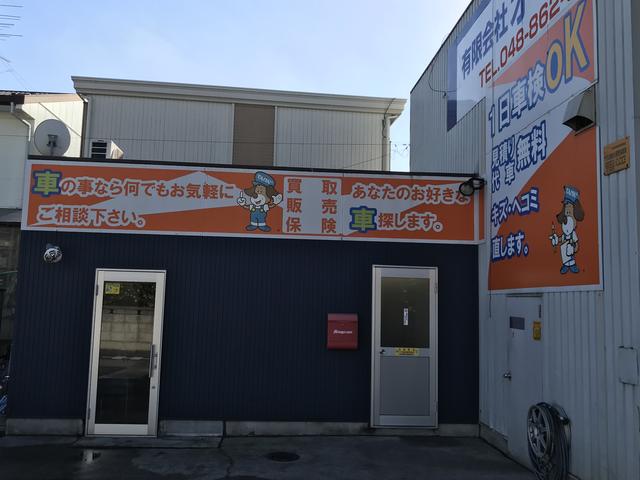 車の事なら何でもお気軽に
ご相談下さい。
買取
販売
保険
あなたのお好きな
車探します。
有限会社オ
TEL.048-862-
1日車検OK
見積り
代車無料
キズ・ヘコミ
直します。
Snap-on